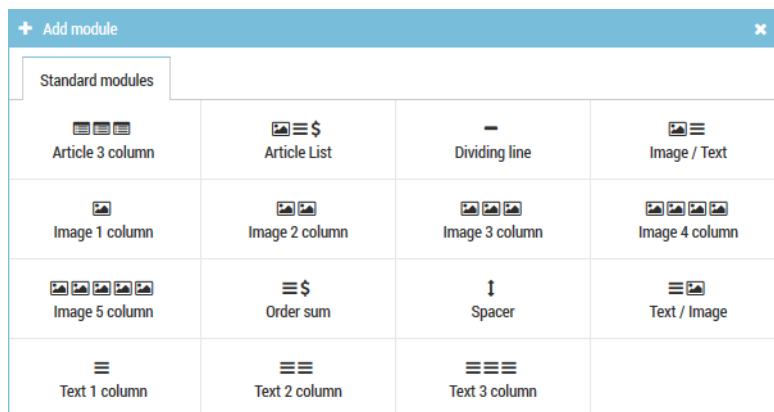 Add module
Standard modules
Article 3 column
Article List
Dividing line
Image / Text
Image 1 column
Image 2 column
Image 3 column
Image 4 column
Image 5 column
Order sum
Spacer
Text / Image
Text 1 column
Text 2 column
Text 3 column